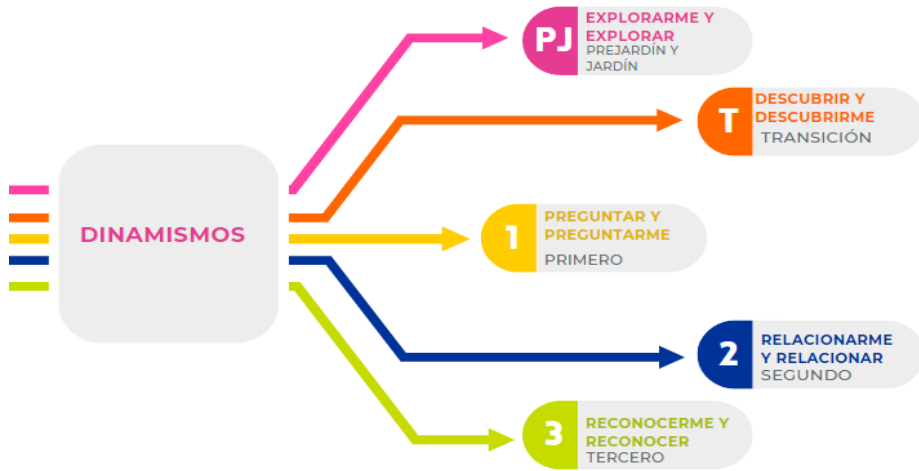 DINAMISMOS
PJ
EXPLORARME Y
EXPLORAR
PREJARDÍN Y
JARDÍN
T
DESCUBRIR Y
DESCUBRIRME
TRANSICIÓN
1
PREGUNTAR Y
PREGUNTARME
PRIMERO
2
RELACIONARME
Y RELACIONAR
SEGUNDO
3
RECONOCERME Y
RECONOCER
TERCERO